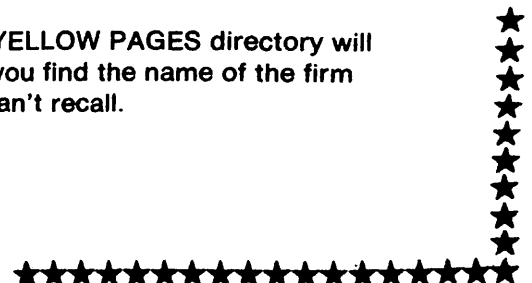 YELLOW PAGES directory will
you find the name of the firm
an't recall.